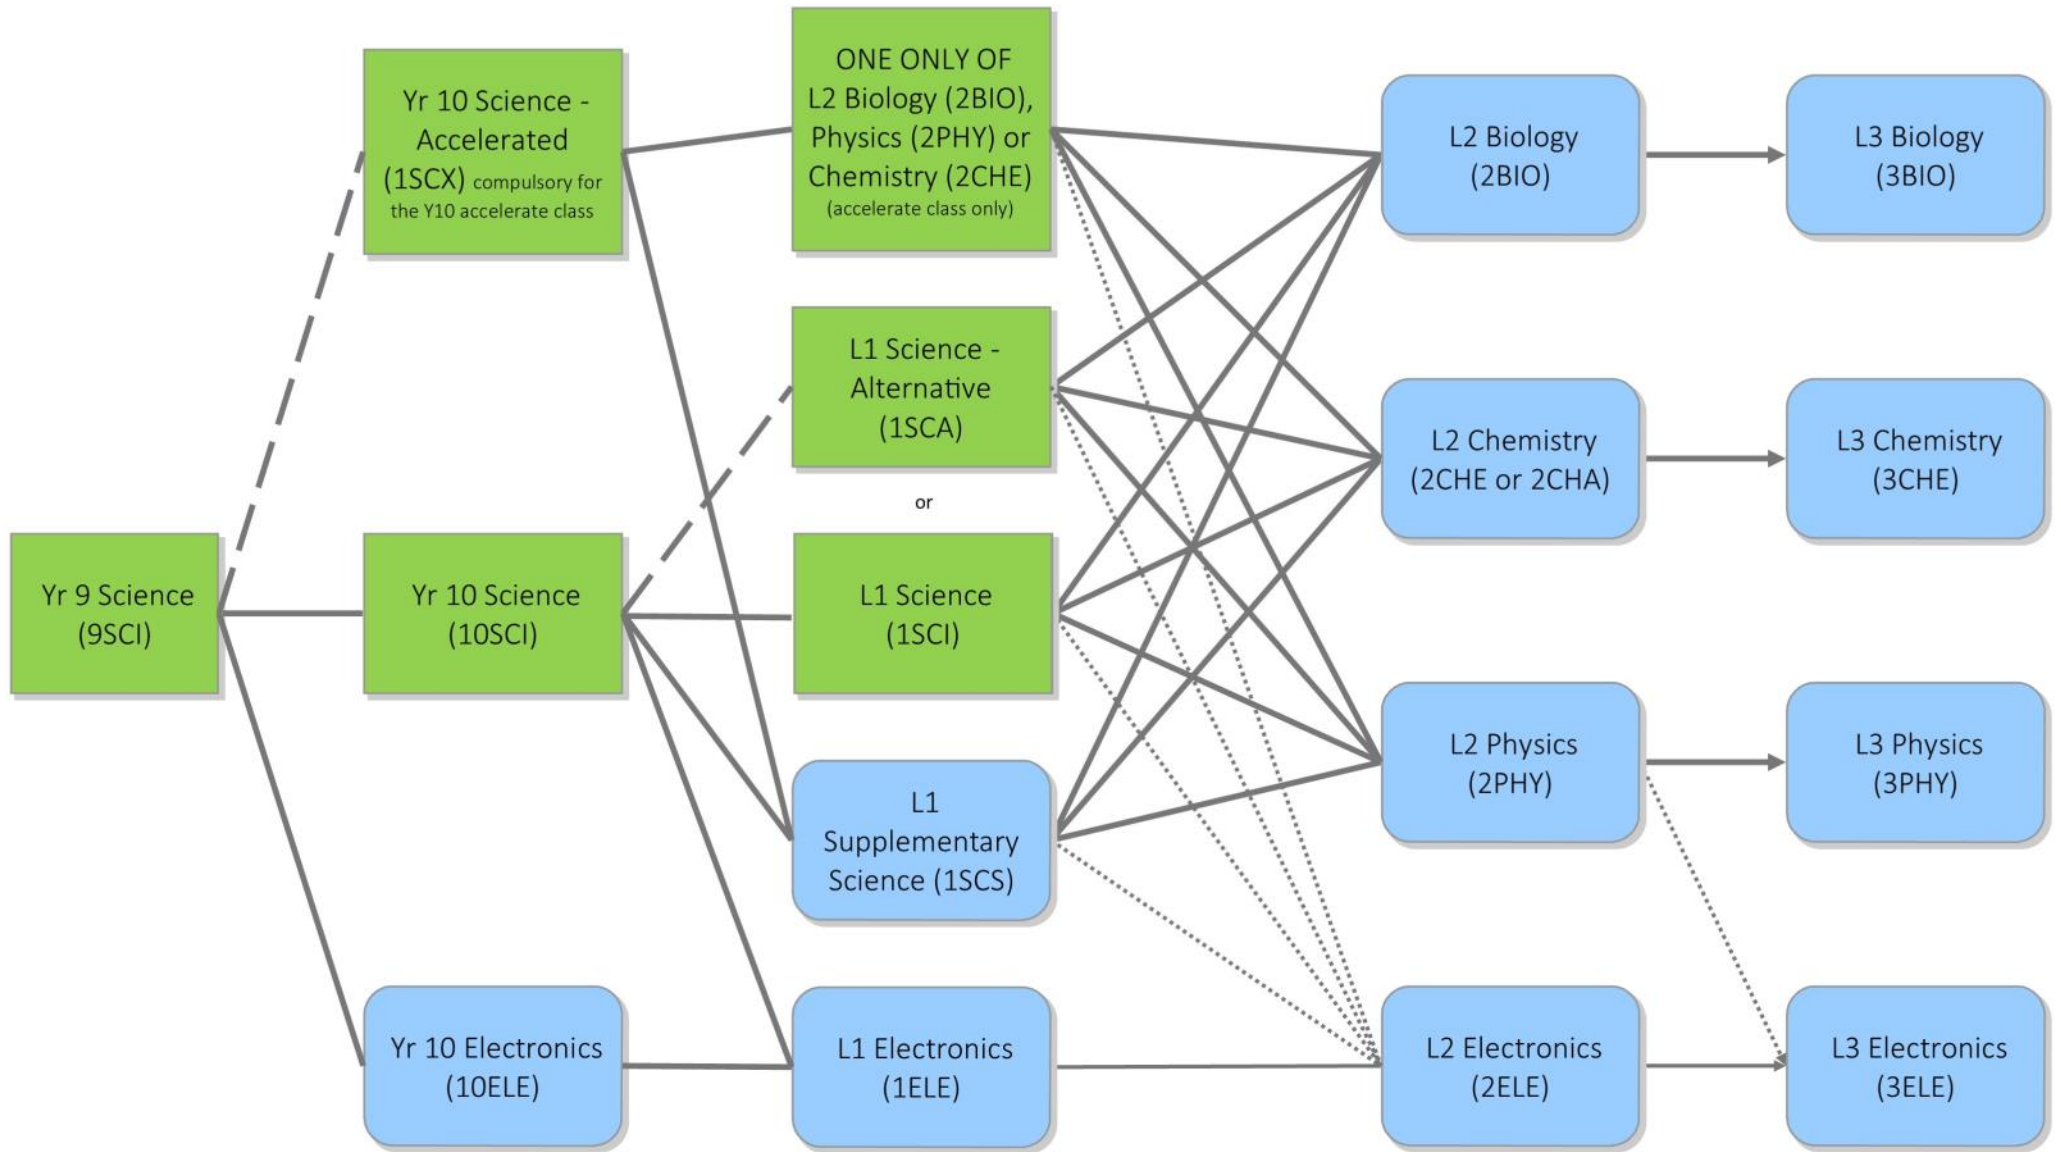 Yr 9 Science
(9SCI)
Yr 10 Science -
Accelerated
(1SCX) compulsory for
the Y10 accelerate class
Yr 10 Science
(10SCI)
Yr 10 Electronics
(10ELE)
ONE ONLY OF
L2 Biology (2BIO),
Physics (2PHY) or
Chemistry (2CHE)
(accelerate class only)
L1 Science -
Alternative
(1SCA)
or
L1 Science
(1SCI)
L1
Supplementary
Science (1SCS)
L1 Electronics
(1ELE)
L2 Biology
(2BIO)
L2 Chemistry
(2CHE or 2CHA)
L2 Physics
(2PHY)
L2 Electronics
(2ELE)
L3 Biology
(3BIO)
L3 Chemistry
(3CHE)
L3 Physics
(3PHY)
L3 Electronics
(3ELE)